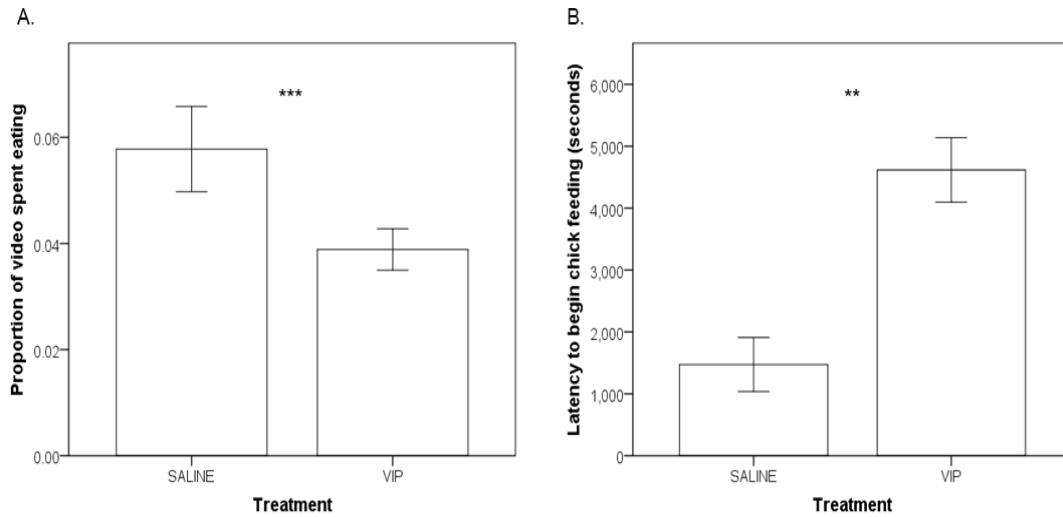 A.
Proportion of video spent eating
***
0.06
0.04
0.02
0.00
SALINE
VIP
Treatment
B.
Latency to begin chick feeding (seconds)
**
6,000
5,000
4,000
3,000
2,000
1,000
0
SALINE
VIP
Treatment